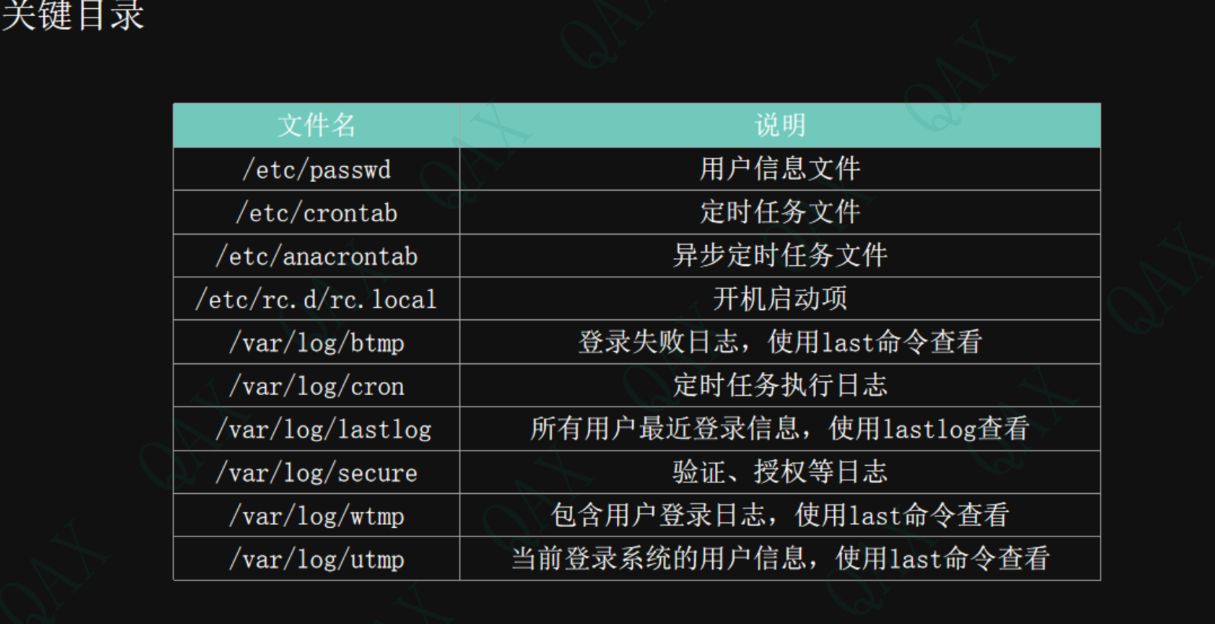 关键目录
文件名 说明
/etc/passwd 用户信息文件
/etc/crontab 定时任务文件
/etc/anacrontab 异步定时任务文件
/etc/rc.d/rc.local 开机启动项
/var/log/btmp 登录失败日志，使用last命令查看
/var/log/cron 定时任务执行日志
/var/log/lastlog 所有用户最近登录信息，使用lastlog查看
/var/log/secure 验证、授权等日志
/var/log/wtmp 包含用户登录日志，使用last命令查看
/var/log/utmp 当前登录系统的用户信息，使用last命令查看
QAX
QAX
QAX
QAX
QAX
QAX
QAX
QAX
QAX
QAX
QAX
QAX